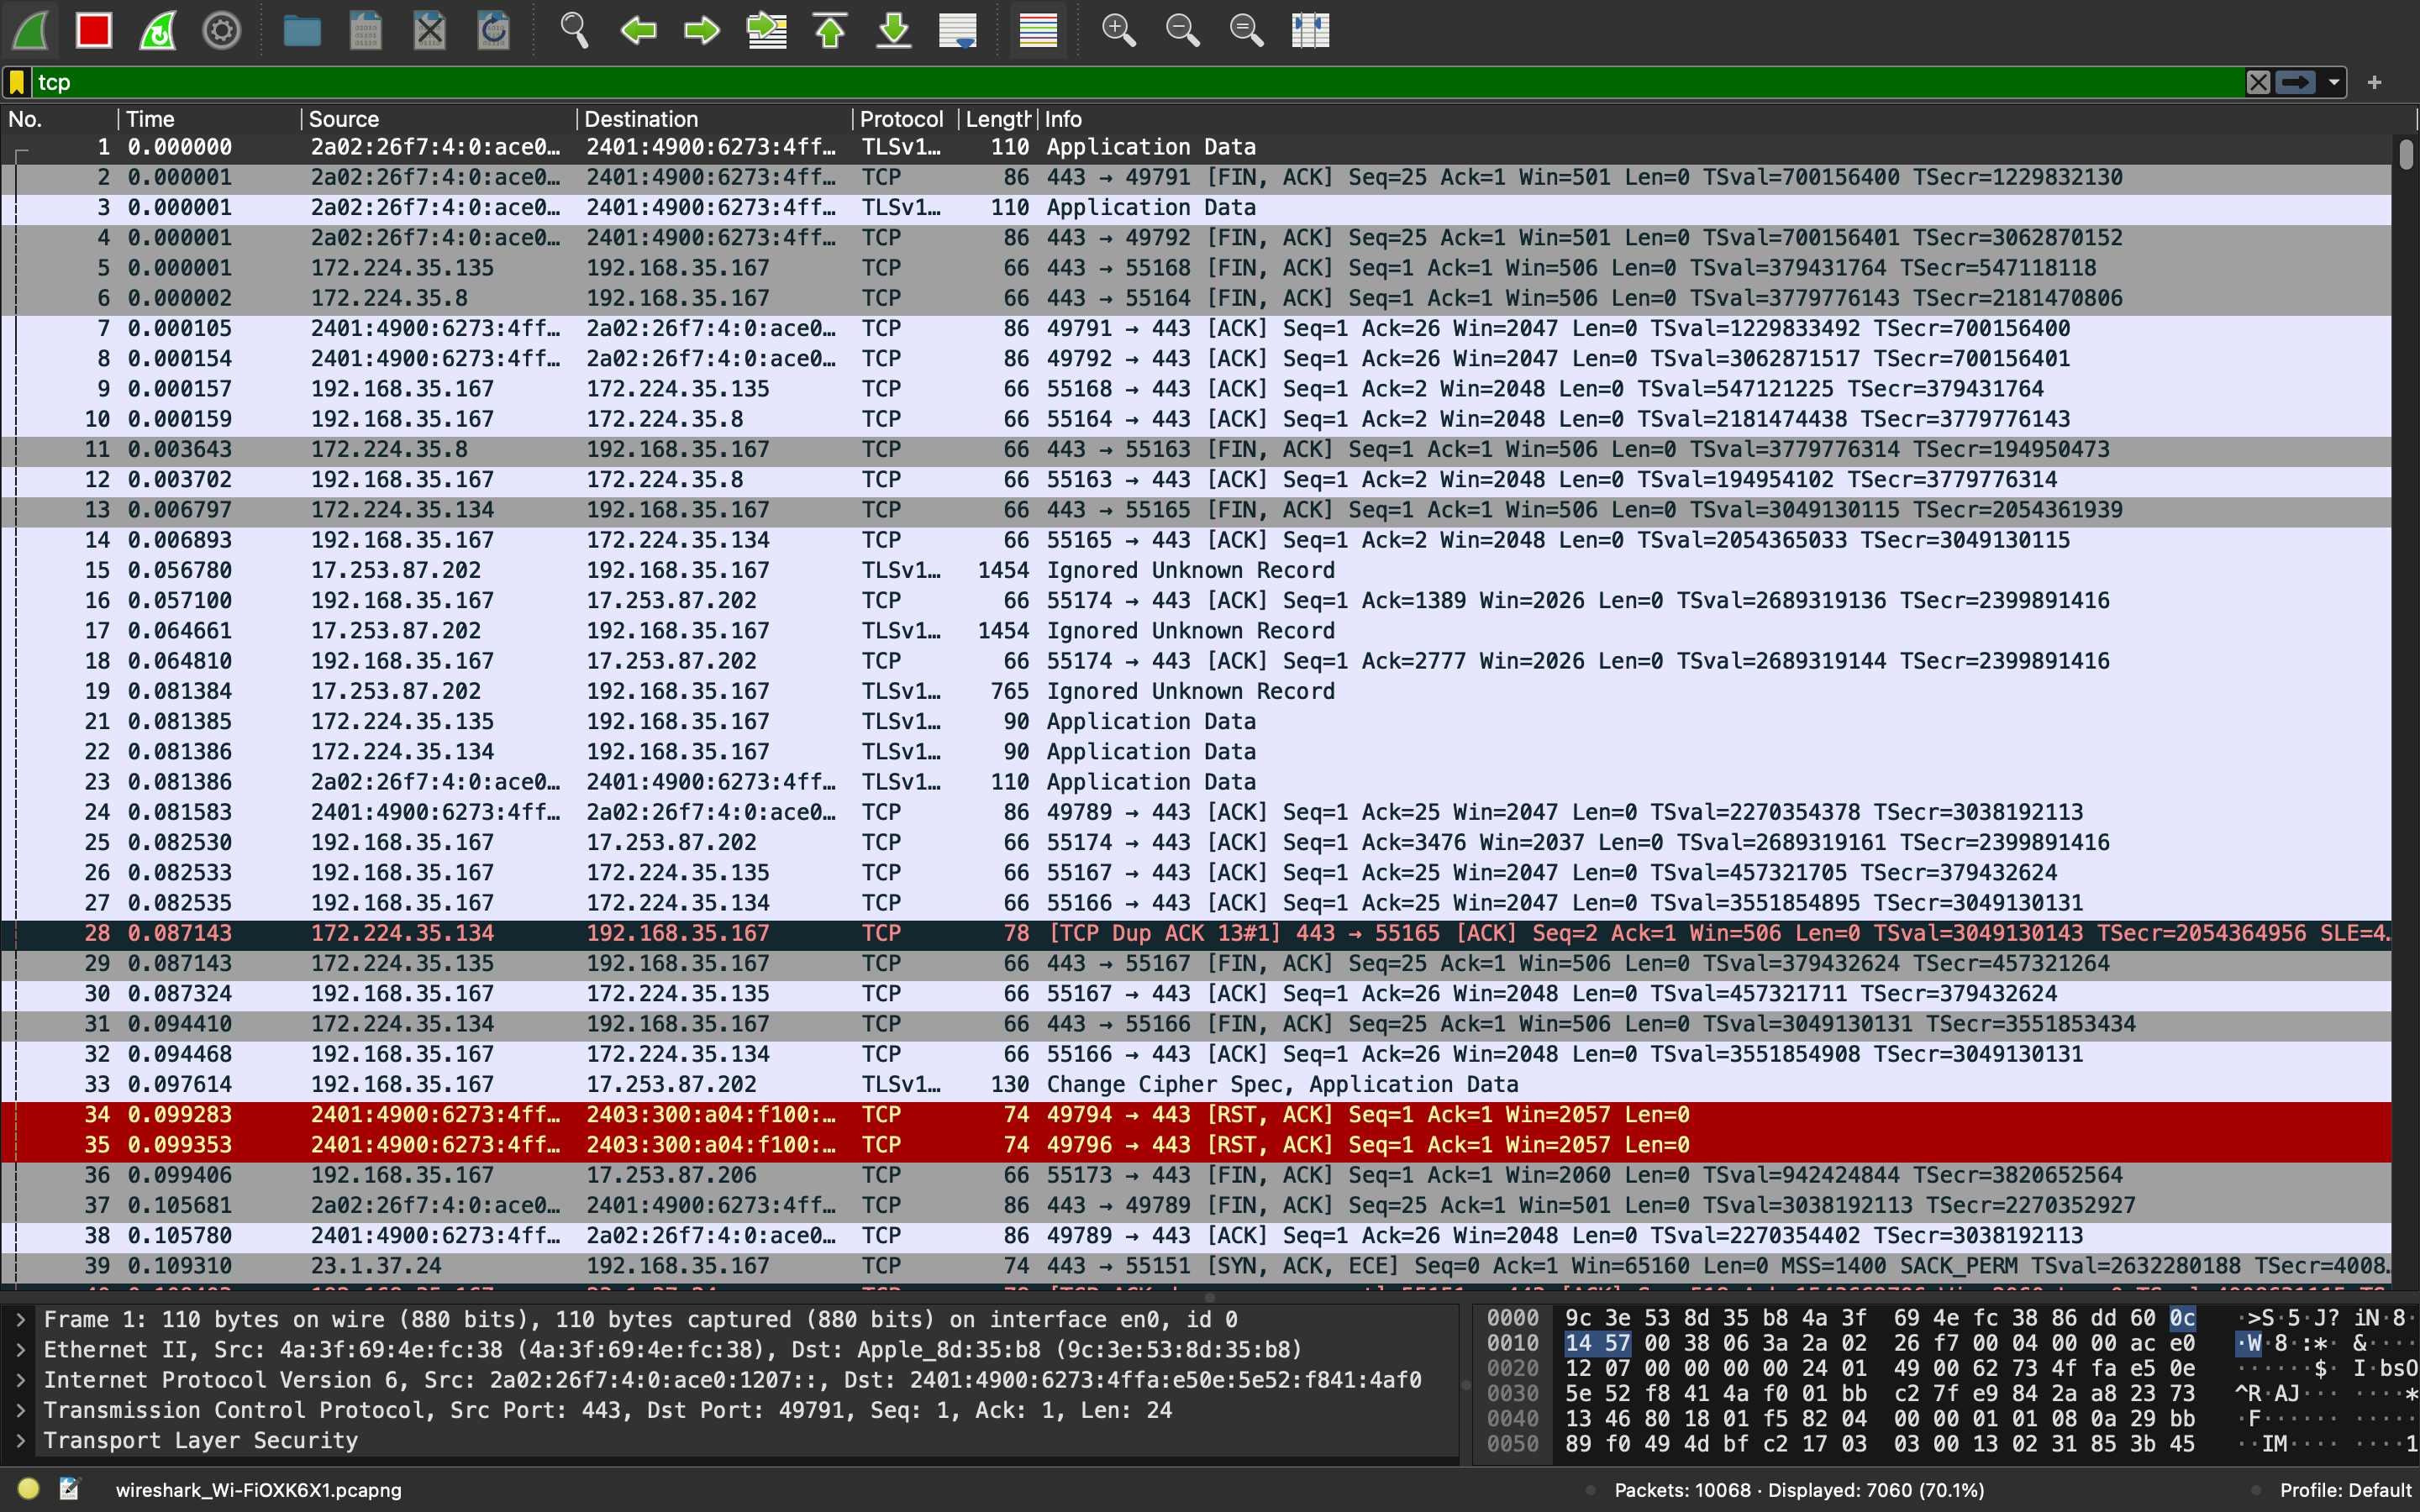 tcp
No. Time Source Destination Protocol Length Info
1 0.000000 2a02:26f7:4:0:ace0… 2401:4900:6273:4ff… TLSv1… 110 Application Data
2 0.000001 2a02:26f7:4:0:ace0… 2401:4900:6273:4ff… TCP 86 443 → 49791 [FIN, ACK] Seq=25 Ack=1 Win=501 Len=0 TSval=700156400 TSecr=1229832130
3 0.000001 2a02:26f7:4:0:ace0… 2401:4900:6273:4ff… TLSv1… 110 Application Data
4 0.000001 2a02:26f7:4:0:ace0… 2401:4900:6273:4ff… TCP 86 443 → 49792 [FIN, ACK] Seq=25 Ack=1 Win=501 Len=0 TSval=700156401 TSecr=3062870152
5 0.000001 172.224.35.135 192.168.35.167 TCP 66 443 → 55168 [FIN, ACK] Seq=1 Ack=1 Win=506 Len=0 TSval=379431764 TSecr=547118118
6 0.000002 172.224.35.8 192.168.35.167 TCP 66 443 → 55164 [FIN, ACK] Seq=1 Ack=1 Win=506 Len=0 TSval=3779776143 TSecr=2181470806
7 0.000105 2401:4900:6273:4ff… 2a02:26f7:4:0:ace0… TCP 86 49791 → 443 [ACK] Seq=1 Ack=26 Win=2047 Len=0 TSval=1229833492 TSecr=700156400
8 0.000154 2401:4900:6273:4ff… 2a02:26f7:4:0:ace0… TCP 86 49792 → 443 [ACK] Seq=1 Ack=26 Win=2047 Len=0 TSval=3062871517 TSecr=700156401
9 0.000157 192.168.35.167 172.224.35.135 TCP 66 55168 → 443 [ACK] Seq=1 Ack=2 Win=2048 Len=0 TSval=547121225 TSecr=379431764
10 0.000159 192.168.35.167 172.224.35.8 TCP 66 55164 → 443 [ACK] Seq=1 Ack=2 Win=2048 Len=0 TSval=2181474438 TSecr=3779776143
11 0.003643 172.224.35.8 192.168.35.167 TCP 66 443 → 55163 [FIN, ACK] Seq=1 Ack=1 Win=506 Len=0 TSval=3779776314 TSecr=194950473
12 0.003702 192.168.35.167 172.224.35.8 TCP 66 55163 → 443 [ACK] Seq=1 Ack=2 Win=2048 Len=0 TSval=194954102 TSecr=3779776314
13 0.006797 172.224.35.134 192.168.35.167 TCP 66 443 → 55165 [FIN, ACK] Seq=1 Ack=1 Win=506 Len=0 TSval=3049130115 TSecr=2054361939
14 0.006893 192.168.35.167 172.224.35.134 TCP 66 55165 → 443 [ACK] Seq=1 Ack=2 Win=2048 Len=0 TSval=2054365033 TSecr=3049130115
15 0.056780 17.253.87.202 192.168.35.167 TLSv1… 1454 Ignored Unknown Record
16 0.057100 192.168.35.167 17.253.87.202 TCP 66 55174 → 443 [ACK] Seq=1 Ack=1389 Win=2026 Len=0 TSval=2689319136 TSecr=2399891416
17 0.064661 17.253.87.202 192.168.35.167 TLSv1… 1454 Ignored Unknown Record
18 0.064810 192.168.35.167 17.253.87.202 TCP 66 55174 → 443 [ACK] Seq=1 Ack=2777 Win=2026 Len=0 TSval=2689319144 TSecr=2399891416
19 0.081384 17.253.87.202 192.168.35.167 TLSv1… 765 Ignored Unknown Record
21 0.081385 172.224.35.135 192.168.35.167 TLSv1… 90 Application Data
22 0.081386 172.224.35.134 192.168.35.167 TLSv1… 90 Application Data
23 0.081386 2a02:26f7:4:0:ace0… 2401:4900:6273:4ff… TLSv1… 110 Application Data
24 0.081583 2401:4900:6273:4ff… 2a02:26f7:4:0:ace0… TCP 86 49789 → 443 [ACK] Seq=1 Ack=25 Win=2047 Len=0 TSval=2270354378 TSecr=3038192113
25 0.082530 192.168.35.167 17.253.87.202 TCP 66 55174 → 443 [ACK] Seq=1 Ack=3476 Win=2037 Len=0 TSval=2689319161 TSecr=2399891416
26 0.082533 192.168.35.167 172.224.35.135 TCP 66 55167 → 443 [ACK] Seq=1 Ack=25 Win=2047 Len=0 TSval=457321705 TSecr=379432624
27 0.082535 192.168.35.167 172.224.35.134 TCP 66 55166 → 443 [ACK] Seq=1 Ack=25 Win=2047 Len=0 TSval=3551854895 TSecr=3049130131
28 0.087143 172.224.35.134 192.168.35.167 TCP 78 [TCP Dup ACK 13#1] 443 → 55165 [ACK] Seq=2 Ack=1 Win=506 Len=0 TSval=3049130143 TSecr=2054364956 SLE=4…
29 0.087143 172.224.35.135 192.168.35.167 TCP 66 443 → 55167 [FIN, ACK] Seq=25 Ack=1 Win=506 Len=0 TSval=379432624 TSecr=457321264
30 0.087324 192.168.35.167 172.224.35.135 TCP 66 55167 → 443 [ACK] Seq=1 Ack=26 Win=2048 Len=0 TSval=457321711 TSecr=379432624
31 0.094410 172.224.35.134 192.168.35.167 TCP 66 443 → 55166 [FIN, ACK] Seq=25 Ack=1 Win=506 Len=0 TSval=3049130131 TSecr=3551853434
32 0.094468 192.168.35.167 172.224.35.134 TCP 66 55166 → 443 [ACK] Seq=1 Ack=26 Win=2048 Len=0 TSval=3551854908 TSecr=3049130131
33 0.097614 192.168.35.167 17.253.87.202 TLSv1… 130 Change Cipher Spec, Application Data
34 0.099283 2401:4900:6273:4ff… 2403:300:a04:f100:… TCP 74 49794 → 443 [RST, ACK] Seq=1 Ack=1 Win=2057 Len=0
35 0.099353 2401:4900:6273:4ff… 2403:300:a04:f100:… TCP 74 49796 → 443 [RST, ACK] Seq=1 Ack=1 Win=2057 Len=0
36 0.099406 192.168.35.167 17.253.87.206 TCP 66 55173 → 443 [FIN, ACK] Seq=1 Ack=1 Win=2060 Len=0 TSval=942424844 TSecr=3820652564
37 0.105681 2a02:26f7:4:0:ace0… 2401:4900:6273:4ff… TCP 86 443 → 49789 [FIN, ACK] Seq=25 Ack=1 Win=501 Len=0 TSval=3038192113 TSecr=2270352927
38 0.105780 2401:4900:6273:4ff… 2a02:26f7:4:0:ace0… TCP 86 49789 → 443 [ACK] Seq=1 Ack=26 Win=2048 Len=0 TSval=2270354402 TSecr=3038192113
39 0.109310 23.1.37.24 192.168.35.167 TCP 74 443 → 55151 [SYN, ACK, ECE] Seq=0 Ack=1 Win=65160 Len=0 MSS=1400 SACK_PERM TSval=2632280188 TSecr=4008…
Frame 1: 110 bytes on wire (880 bits), 110 bytes captured (880 bits) on interface en0, id 0
Ethernet II, Src: 4a:3f:69:4e:fc:38 (4a:3f:69:4e:fc:38), Dst: Apple_8d:35:b8 (9c:3e:53:8d:35:b8)
Internet Protocol Version 6, Src: 2a02:26f7:4:0:ace0:1207::, Dst: 2401:4900:6273:4ffa:e50e:5e52:f841:4af0
Transmission Control Protocol, Src Port: 443, Dst Port: 49791, Seq: 1, Ack: 1, Len: 24
Transport Layer Security
0000 9c 3e 53 8d 35 b8 4a 3f 69 4e fc 38 86 dd 60 0c ·>S·5·J? iN·8··
0010 14 57 00 38 06 3a 2a 02 26 f7 00 04 00 00 ac e0 ·W·8·:*· &·····
0020 12 07 00 00 00 00 24 01 49 00 62 73 4f fa e5 0e ······$· I·bsO
0030 5e 52 f8 41 4a f0 01 bb c2 7f e9 84 2a a8 23 73 ^R·AJ··· ····*
0040 13 46 80 18 01 f5 82 04 00 00 01 01 08 0a 29 bb ·F······ ·····
0050 89 f0 49 4d bf c2 17 03 03 00 13 02 31 85 3b 45 ··IM···· ····1
wireshark_Wi-FiOXK6X1.pcapng
Packets: 10068 · Displayed: 7060 (70.1%)
Profile: Default